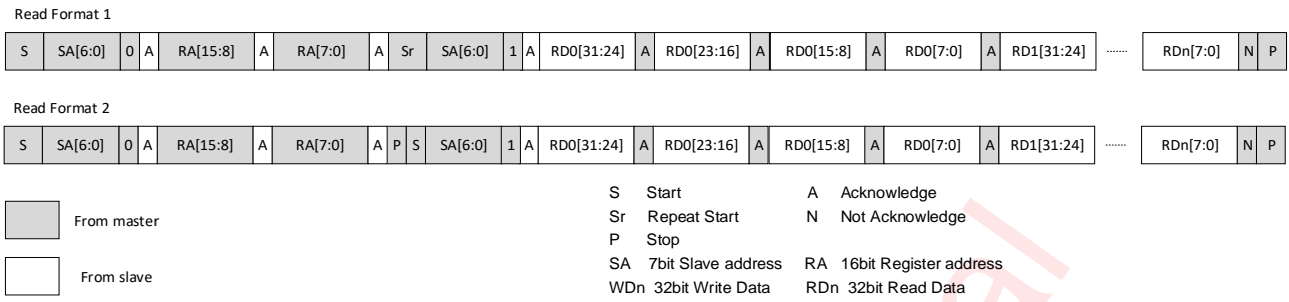 Read Format 1
S SA[6:0] 0 A RA[15:8] A RA[7:0] A Sr SA[6:0] 1 A RD0[31:24] A RD0[23:16] A RD0[15:8] A RD0[7:0] A RD1[31:24] ....... RDn[7:0] N P
Read Format 2
S SA[6:0] 0 A RA[15:8] A RA[7:0] A P S SA[6:0] 1 A RD0[31:24] A RD0[23:16] A RD0[15:8] A RD0[7:0] A RD1[31:24] ....... RDn[7:0] N P
From master
From slave
S Start A Acknowledge
Sr Repeat Start N Not Acknowledge
P Stop
SA 7bit Slave address RA 16bit Register address
WDn 32bit Write Data RDn 32bit Read Data